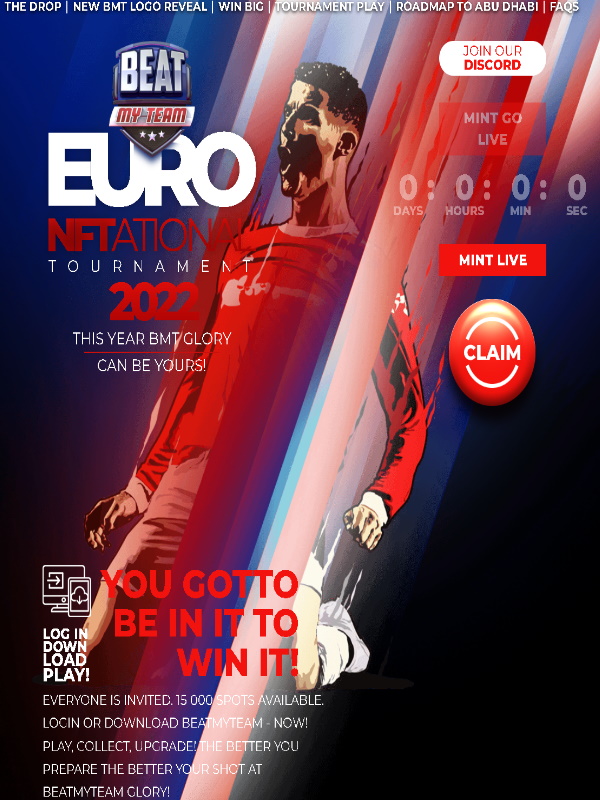 THE DROP | NEW BMT LOGO REVEAL | WIN BIG | TOURNAMENT PLAY | ROADMAP TO ABU DHABI | FAQS
JOIN OUR
DISCORD
BEAT
MY TEAM
MINT GO
LIVE
EURO
0 : 0 : 0 : 0
DAYS HOURS MIN SEC
NFTATIONAL
TOURNAMENT
MINT LIVE
2022
THIS YEAR BMT GLORY
CAN BE YOURS!
CLAIM
YOU GOTTO
BE IN IT TO
WIN IT!
LOG IN
DOWN
LOAD
PLAY!
EVERYONE IS INVITED. 15 000 SPOTS AVAILABLE.
LOGIN OR DOWNLOAD BEATMYTEAM - NOW!
PLAY, COLLECT, UPGRADE! THE BETTER YOU
PREPARE THE BETTER YOUR SHOT AT
BEATMYTEAM GLORY!